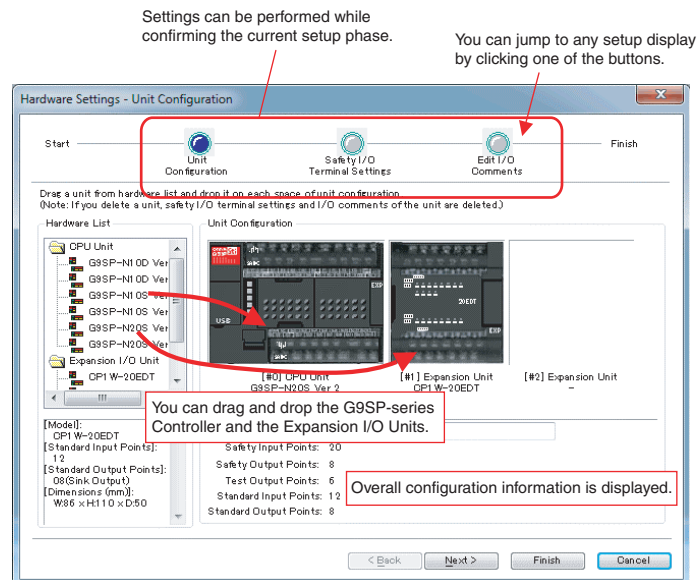 Settings can be performed while
confirming the current setup phase.
You can jump to any setup display
by clicking one of the buttons.
Hardware Settings - Unit Configuration
Start
Unit
Configuration
Safety I/O
Terminal Settings
Edit I/O
Comments
Finish
Drag a unit from hardware list and drop it on each space of unit configuration.
(Note: If you delete a unit, safety I/O terminal settings and I/O comments of the unit are deleted.)
Hardware List
Unit Configuration
CPU Unit
G9SP-N10D Ver
G9SP-N10D Ver
G9SP-N10S Ver
G9SP-N10S Ver
G9SP-N20S Ver
G9SP-N20S Ver
Expansion I/O Unit
CP1W-20EDT
USB
EXP
20EDT
EXP
[#0] CPU Unit
G9SP-N20S Ver 2
[#1] Expansion Unit
CP1W-20EDT
[#2] Expansion Unit
-
You can drag and drop the G9SP-series
Controller and the Expansion I/O Units.
[Model]:
CP1W-20EDT
[Standard Input Points]:
12
[Standard Output Points]:
08(Sink Output)
[Dimensions (mm)]:
W:86 × H:110 × D:50
Safety Input Points: 20
Safety Output Points: 8
Test Output Points: 6
Standard Input Points: 12
Standard Output Points: 8
Overall configuration information is displayed.
< Back
Next >
Finish
Cancel